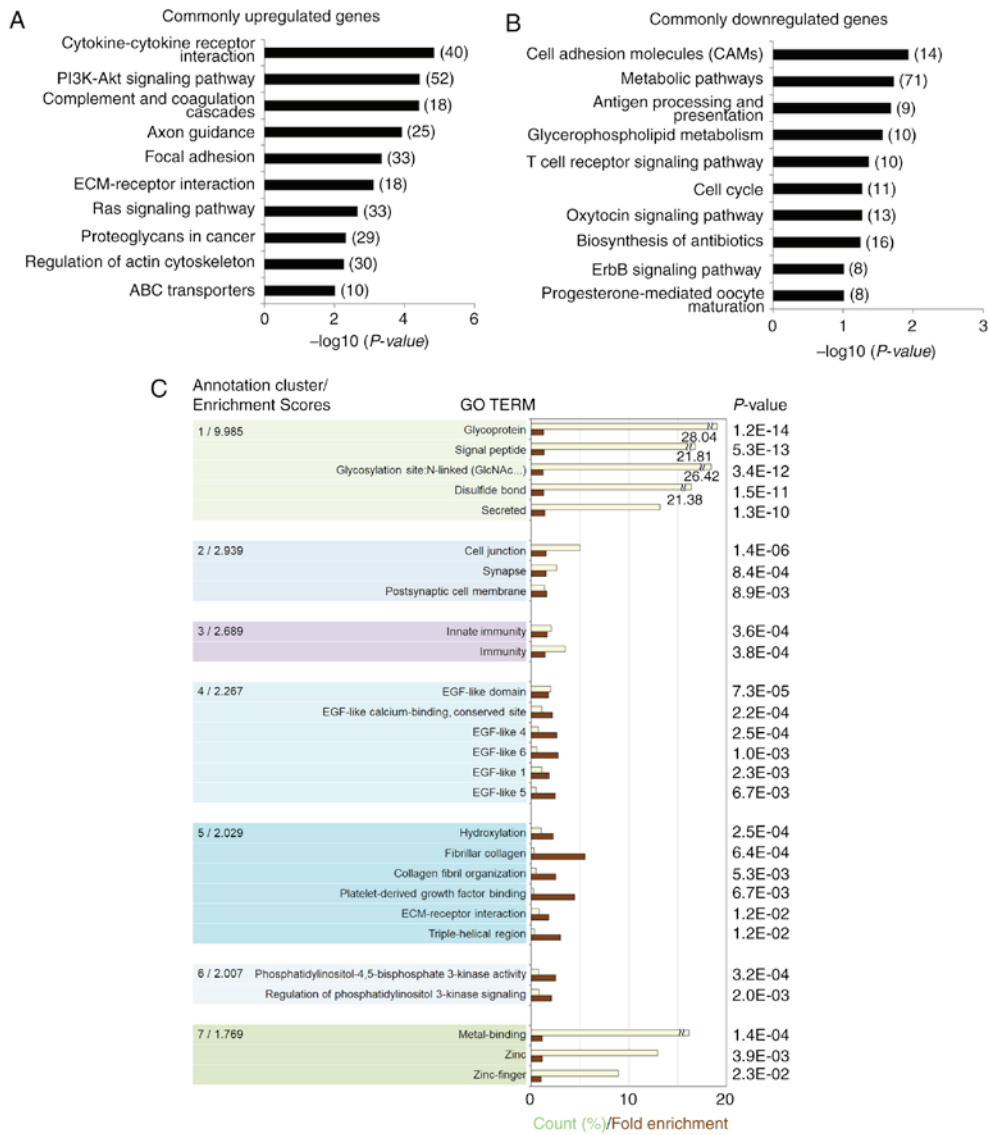 A
Commonly upregulated genes
Cytokine-cytokine receptor
interaction
(40)
PI3K-Akt signaling pathway
(52)
Complement and coagulation
cascades
(18)
Axon guidance
(25)
Focal adhesion
(33)
ECM-receptor interaction
(18)
Ras signaling pathway
(33)
Proteoglycans in cancer
(29)
Regulation of actin cytoskeleton
(30)
ABC transporters
(10)
0 2 4 6
–log10 (P-value)
B
Commonly downregulated genes
Cell adhesion molecules (CAMs)
(14)
Metabolic pathways
(71)
Antigen processing and
presentation
(9)
Glycerophospholipid metabolism
(10)
T cell receptor signaling pathway
(10)
Cell cycle
(11)
Oxytocin signaling pathway
(13)
Biosynthesis of antibiotics
(16)
ErbB signaling pathway
(8)
Progesterone-mediated oocyte
maturation
(8)
0 1 2 3
–log10 (P-value)
C
Annotation cluster/
Enrichment Scores
GO TERM
P-value
1 / 9.985
Glycoprotein
28.04
1.2E-14
Signal peptide
21.81
5.3E-13
Glycosylation site:N-linked (GlcNAc...)
26.42
3.4E-12
Disulfide bond
21.38
1.5E-11
Secreted
1.3E-10
2 / 2.939
Cell junction
1.4E-06
Synapse
8.4E-04
Postsynaptic cell membrane
8.9E-03
3 / 2.689
Innate immunity
3.6E-04
Immunity
3.8E-04
4 / 2.267
EGF-like domain
7.3E-05
EGF-like calcium-binding, conserved site
2.2E-04
EGF-like 4
2.5E-04
EGF-like 6
1.0E-03
EGF-like 1
2.3E-03
EGF-like 5
6.7E-03
5 / 2.029
Hydroxylation
2.5E-04
Fibrillar collagen
6.4E-04
Collagen fibril organization
5.3E-03
Platelet-derived growth factor binding
6.7E-03
ECM-receptor interaction
1.2E-02
Triple-helical region
1.2E-02
6 / 2.007
Phosphatidylinositol-4,5-bisphosphate 3-kinase activity
3.2E-04
Regulation of phosphatidylinositol 3-kinase signaling
2.0E-03
7 / 1.769
Metal-binding
1.4E-04
Zinc
3.9E-03
Zinc-finger
2.3E-02
0 10 20
Count (%)/Fold enrichment